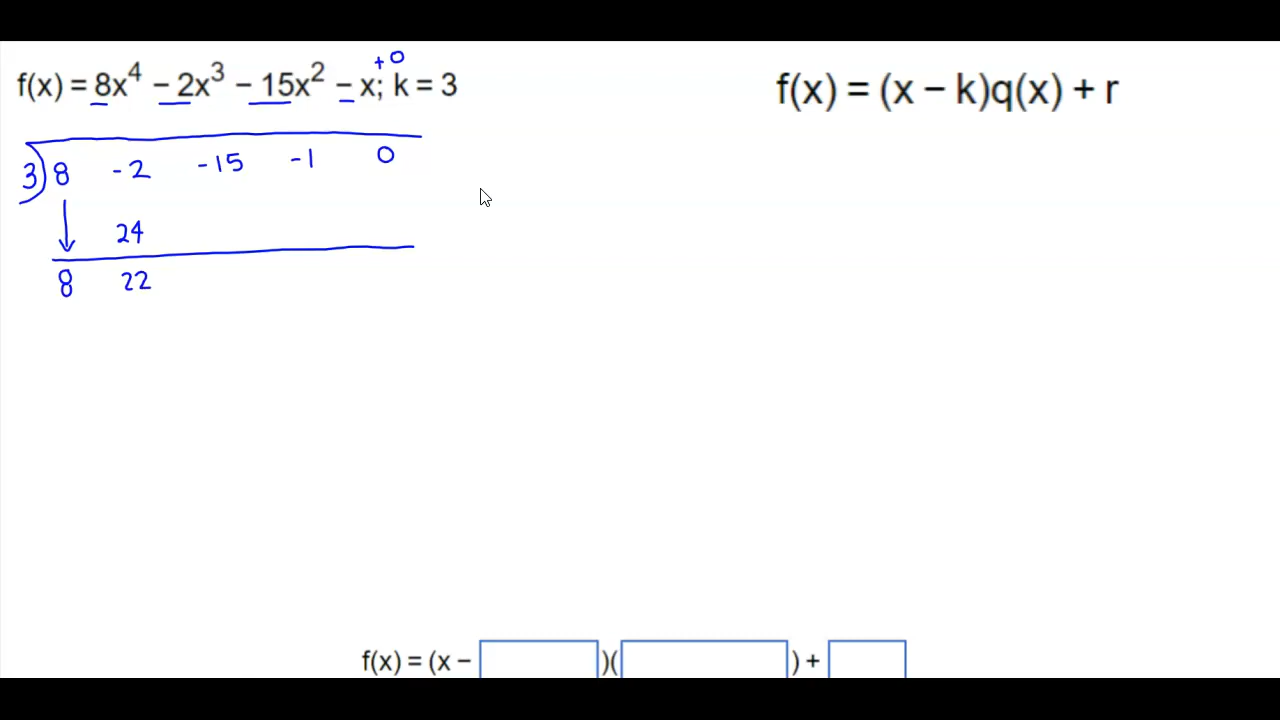 +0
f(x) = 8x⁴ − 2x³ − 15x² − x; k = 3
f(x) = (x − k)q(x) + r
3) 8 -2 -15 -1 0
24
8 22
f(x) = (x − )( ) +